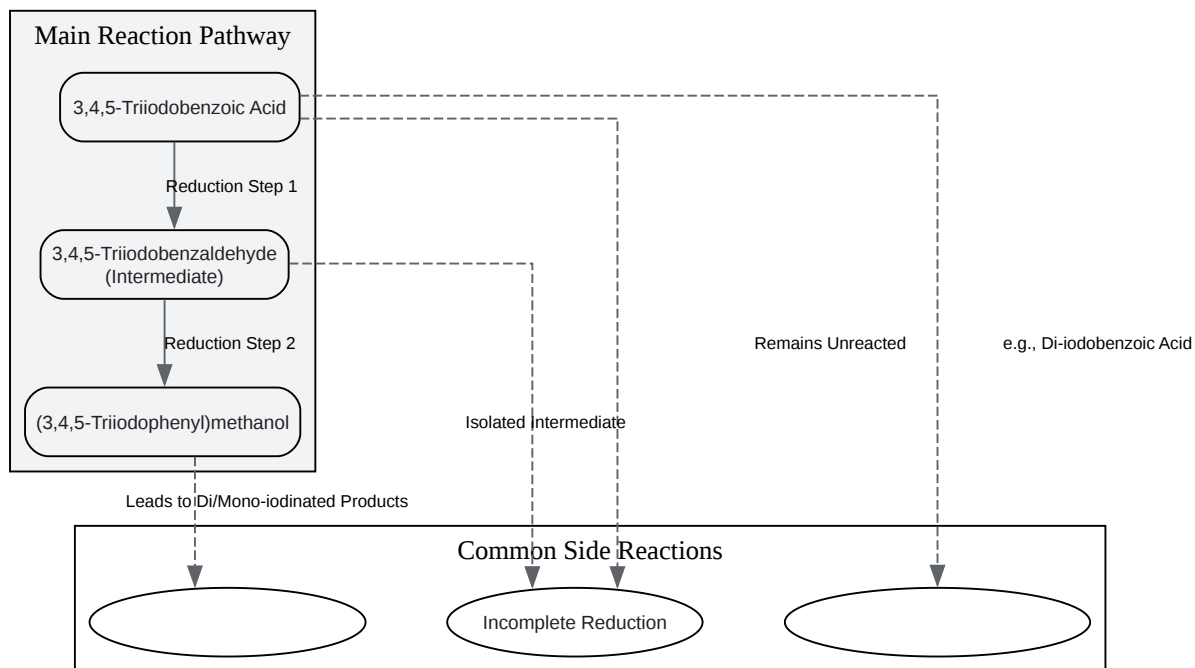 Main Reaction Pathway
3,4,5-Triiodobenzoic Acid
Reduction Step 1
3,4,5-Triiodobenzaldehyde
(Intermediate)
Reduction Step 2
Remains Unreacted
e.g., Di-iodobenzoic Acid
(3,4,5-Triiodophenyl)methanol
Isolated Intermediate
Leads to Di/Mono-iodinated Products
Common Side Reactions
Incomplete Reduction